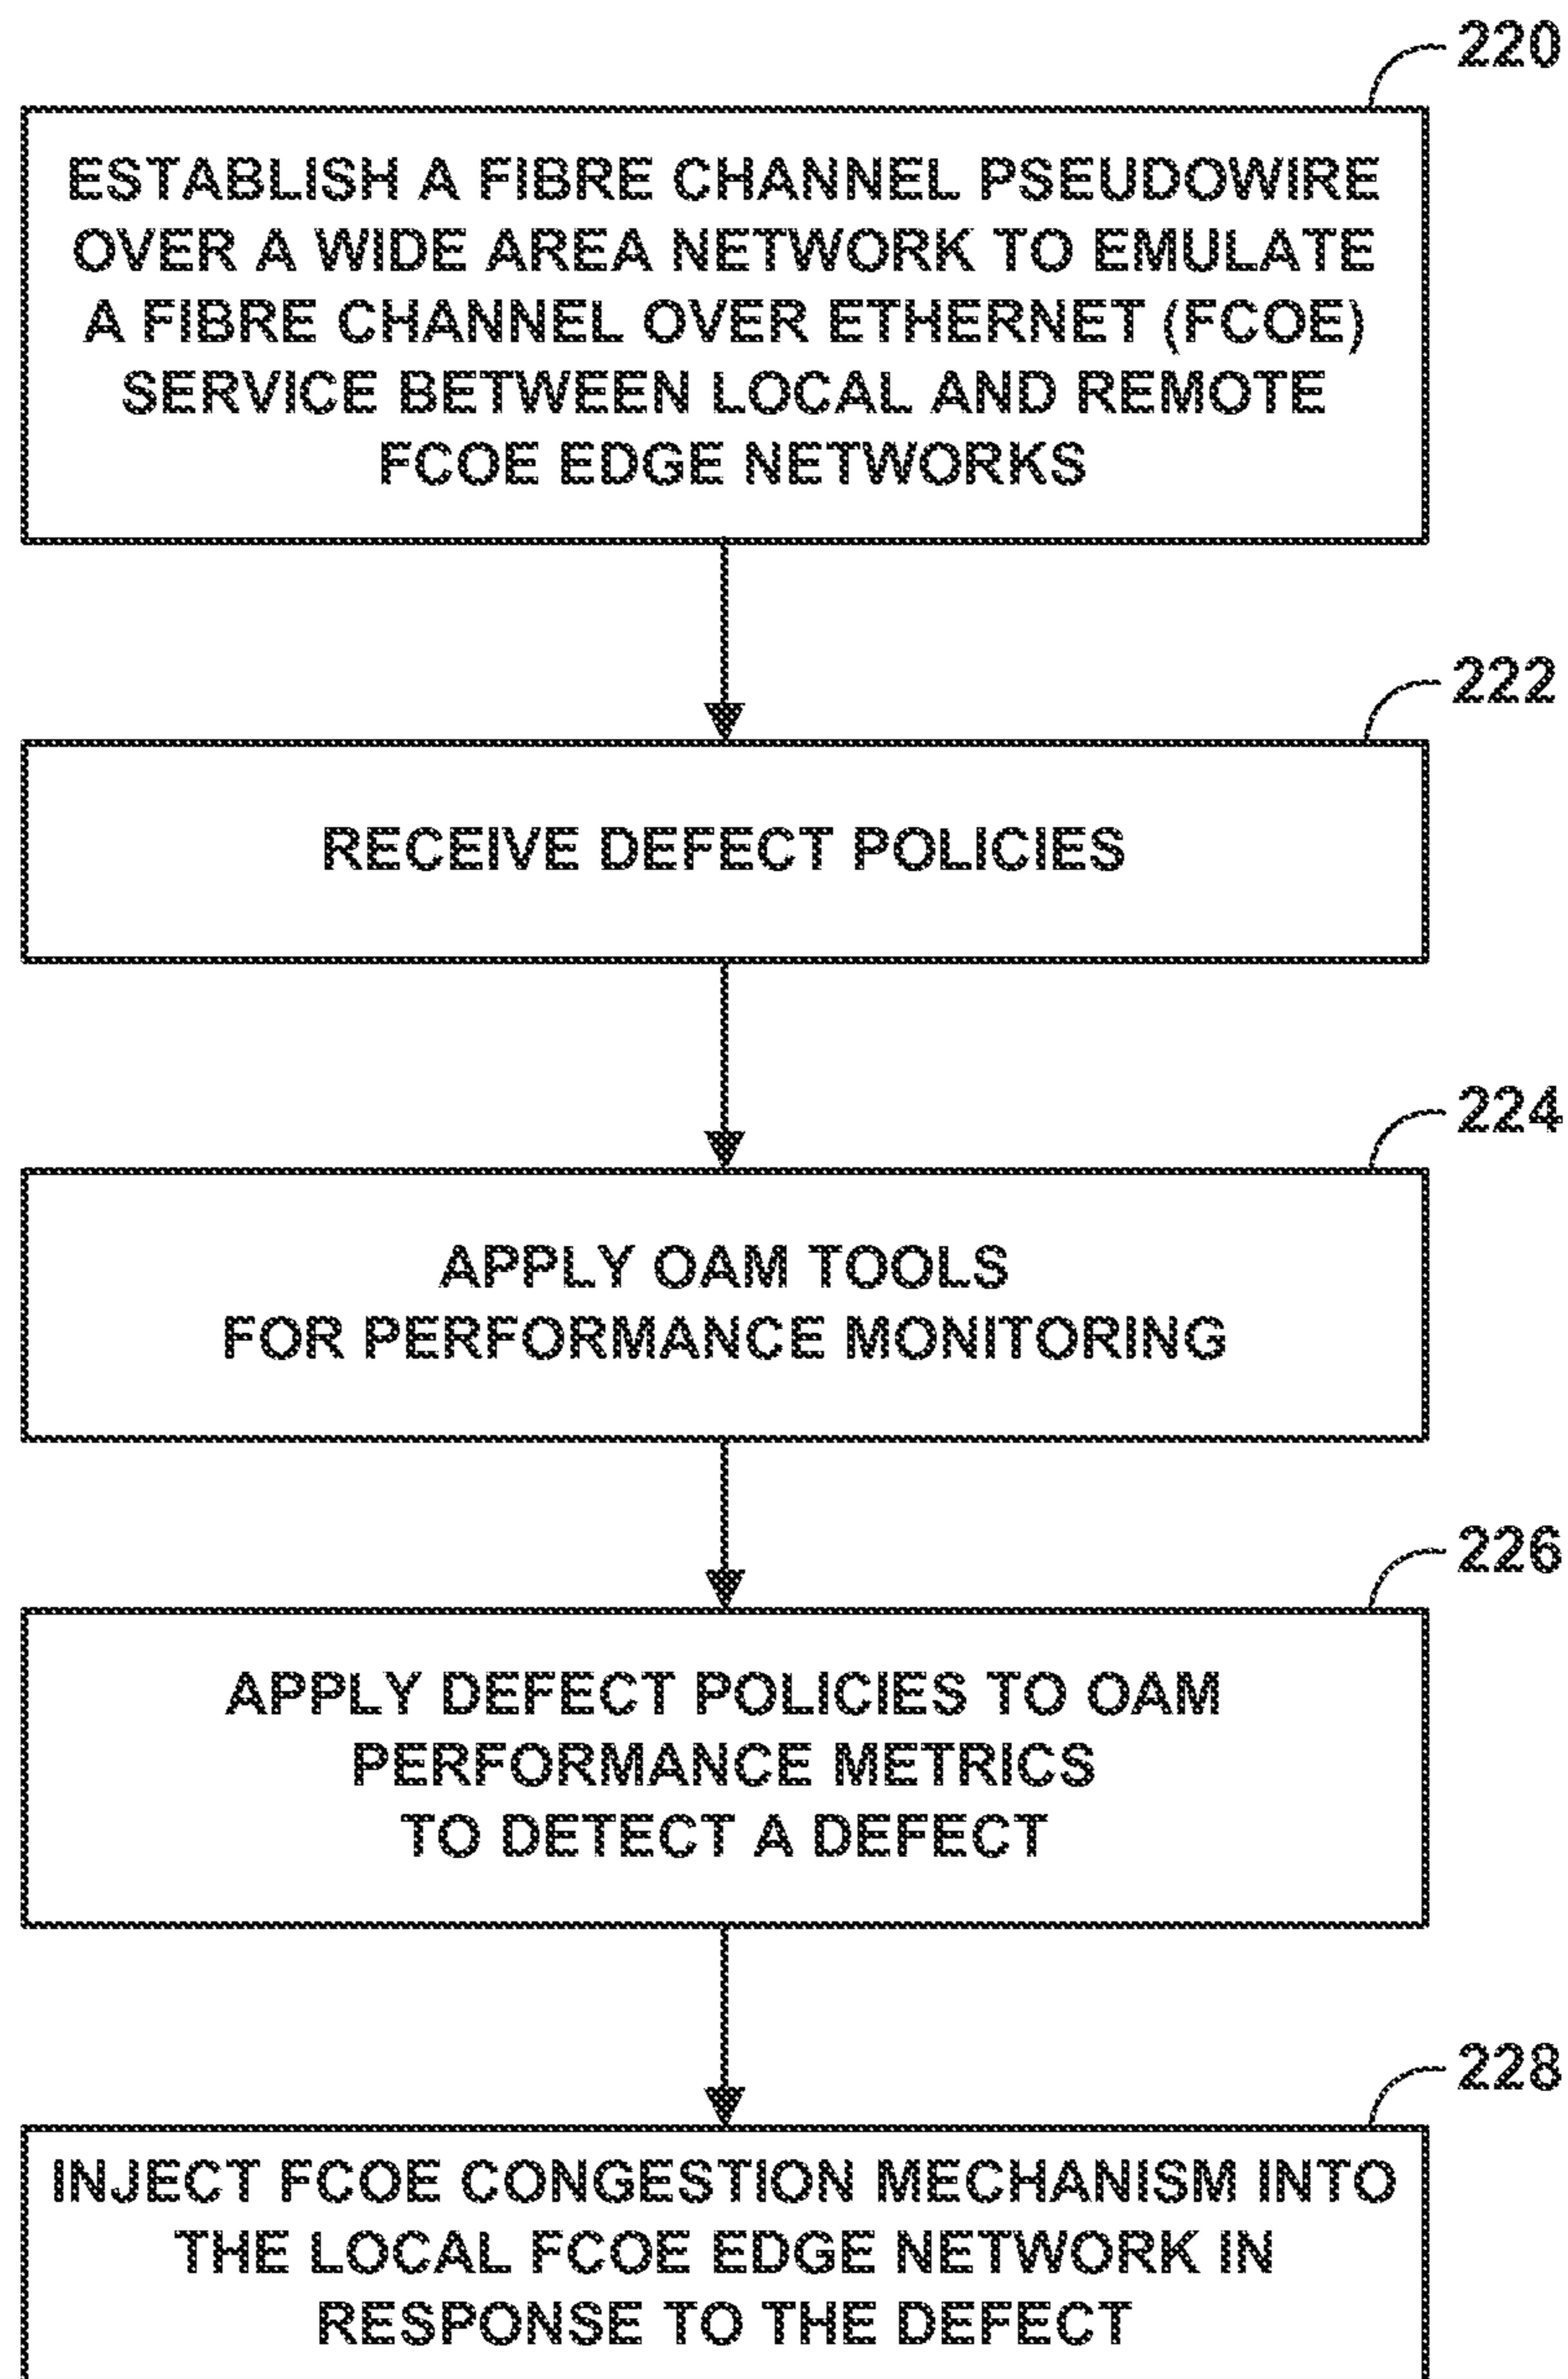 220
ESTABLISH A FIBRE CHANNEL PSEUDOWIRE
OVER A WIDE AREA NETWORK TO EMULATE
A FIBRE CHANNEL OVER ETHERNET (FCOE)
SERVICE BETWEEN LOCAL AND REMOTE
FCOE EDGE NETWORKS
222
RECEIVE DEFECT POLICIES
224
APPLY OAM TOOLS
FOR PERFORMANCE MONITORING
226
APPLY DEFECT POLICIES TO OAM
PERFORMANCE METRICS
TO DETECT A DEFECT
228
INJECT FCOE CONGESTION MECHANISM INTO
THE LOCAL FCOE EDGE NETWORK IN
RESPONSE TO THE DEFECT